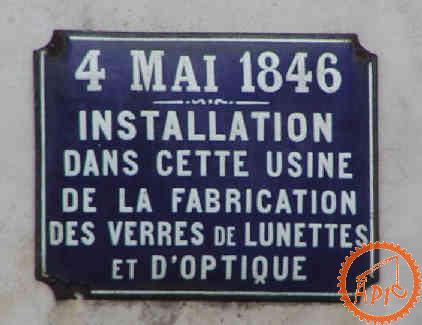 4 MAI 1846
INSTALLATION
DANS CETTE USINE
DE LA FABRICATION
DES VERRES DE LUNETTES
ET D'OPTIQUE